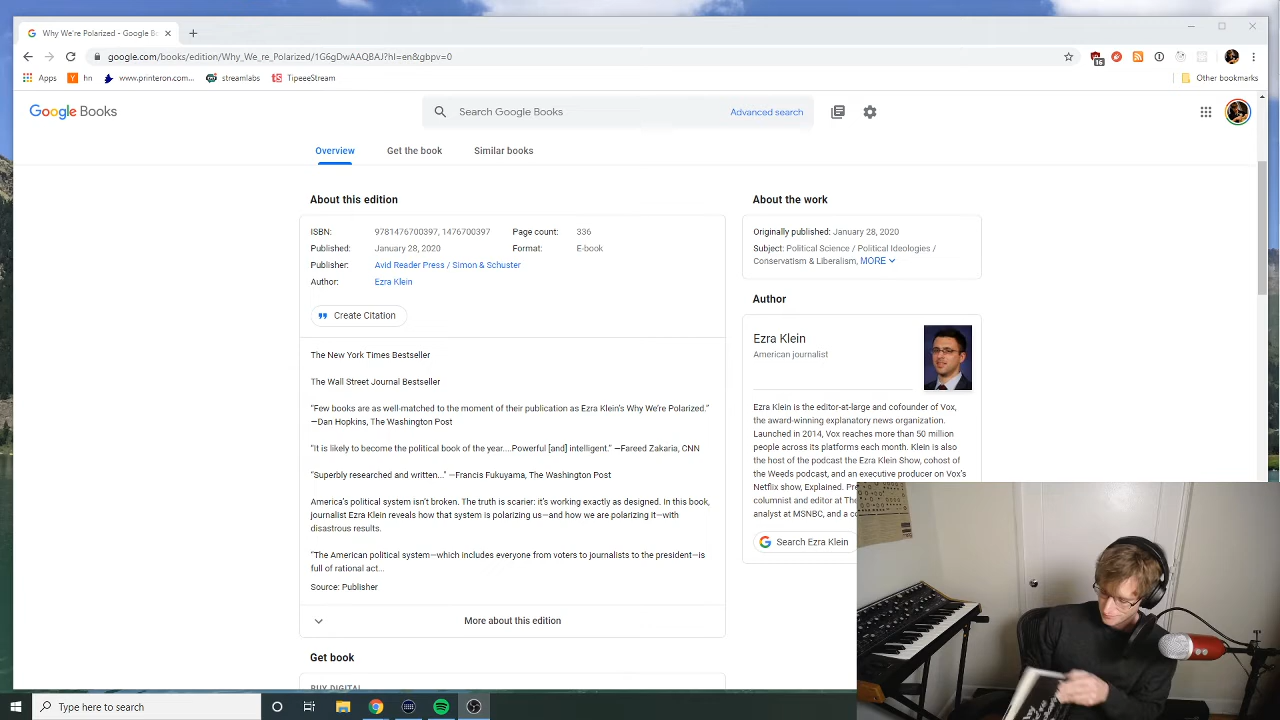 Why We're Polarized - Google B
google.com/books/edition/Why_We_re_Polarized/1G6gDwAAQBAJ?hl=en&gbpv=0
16
Apps
hn
www.printeron.com...
streamlabs
TipeeeStream
Other bookmarks
Google Books
Search Google Books
Advanced search
Overview
Get the book
Similar books
About this edition
ISBN: 9781476700397, 1476700397 Page count: 336
Published: January 28, 2020 Format: E-book
Publisher: Avid Reader Press / Simon & Schuster
Author: Ezra Klein
Create Citation
The New York Times Bestseller
The Wall Street Journal Bestseller
“Few books are as well-matched to the moment of their publication as Ezra Klein’s Why We’re Polarized.”
—Dan Hopkins, The Washington Post
“It is likely to become the political book of the year....Powerful [and] intelligent.” —Fareed Zakaria, CNN
“Superbly researched and written...” —Francis Fukuyama, The Washington Post
America’s political system isn’t broken. The truth is scarier: it’s working exactly as designed. In this book,
journalist Ezra Klein reveals how that system is polarizing us—and how we are polarizing it—with
disastrous results.
“The American political system—which includes everyone from voters to journalists to the president—is
full of rational act...
Source: Publisher
More about this edition
Get book
BUY DIGITAL
About the work
Originally published: January 28, 2020
Subject: Political Science / Political Ideologies /
Conservatism & Liberalism, MORE
Author
Ezra Klein
American journalist
Ezra Klein is the editor-at-large and cofounder of Vox,
the award-winning explanatory news organization.
Launched in 2014, Vox reaches more than 50 million
people across its platforms each month. Klein is also
the host of the podcast the Ezra Klein Show, cohost of
the Weeds podcast, and an executive producer on Vox’s
Netflix show, Explained. Pre
columnist and editor at The
analyst at MSNBC, and a co
Search Ezra Klein
Type here to search